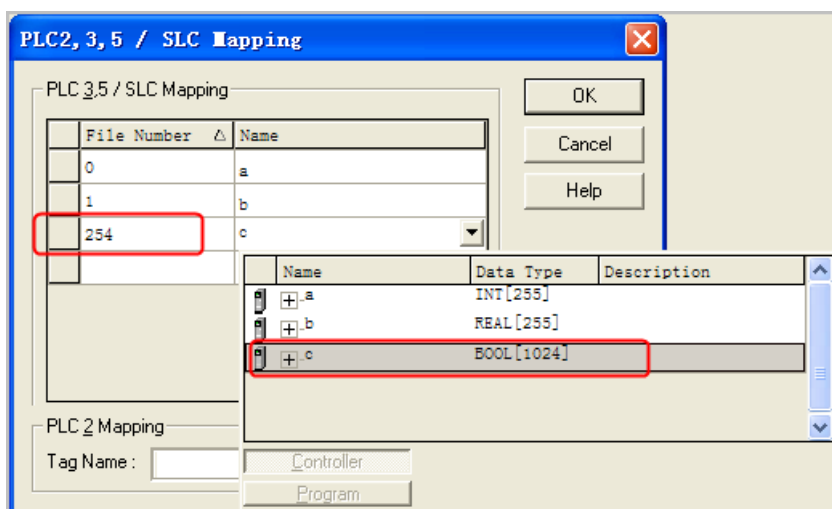 PLC2,3,5 / SLC Mapping
PLC 3,5 / SLC Mapping
File Number Name
0 a
1 b
254 c
OK
Cancel
Help
Name Data Type Description
a INT[255]
b REAL[255]
c BOOL[1024]
PLC 2 Mapping
Tag Name :
Controller
Program